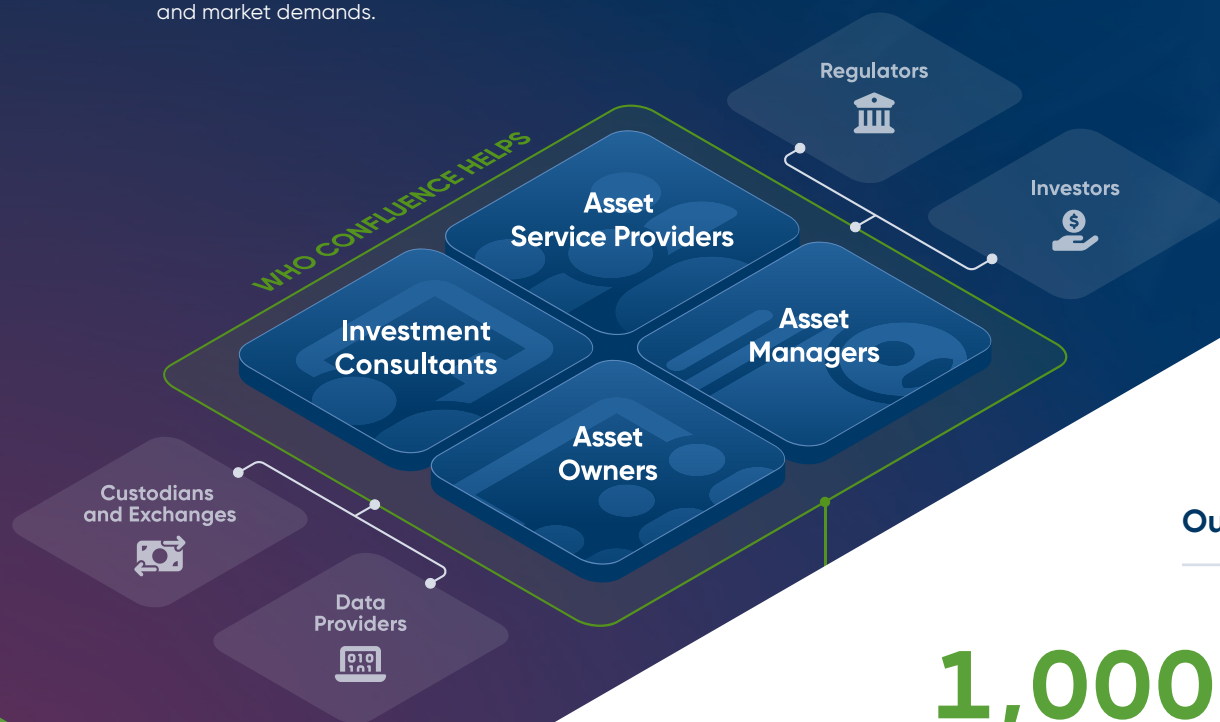 and market demands.
Regulators
Investors
WHO CONFLUENCE HELPS
Asset
Service Providers
Investment
Consultants
Asset
Managers
Asset
Owners
Custodians
and Exchanges
Data
Providers
010
101
Ou
1,000